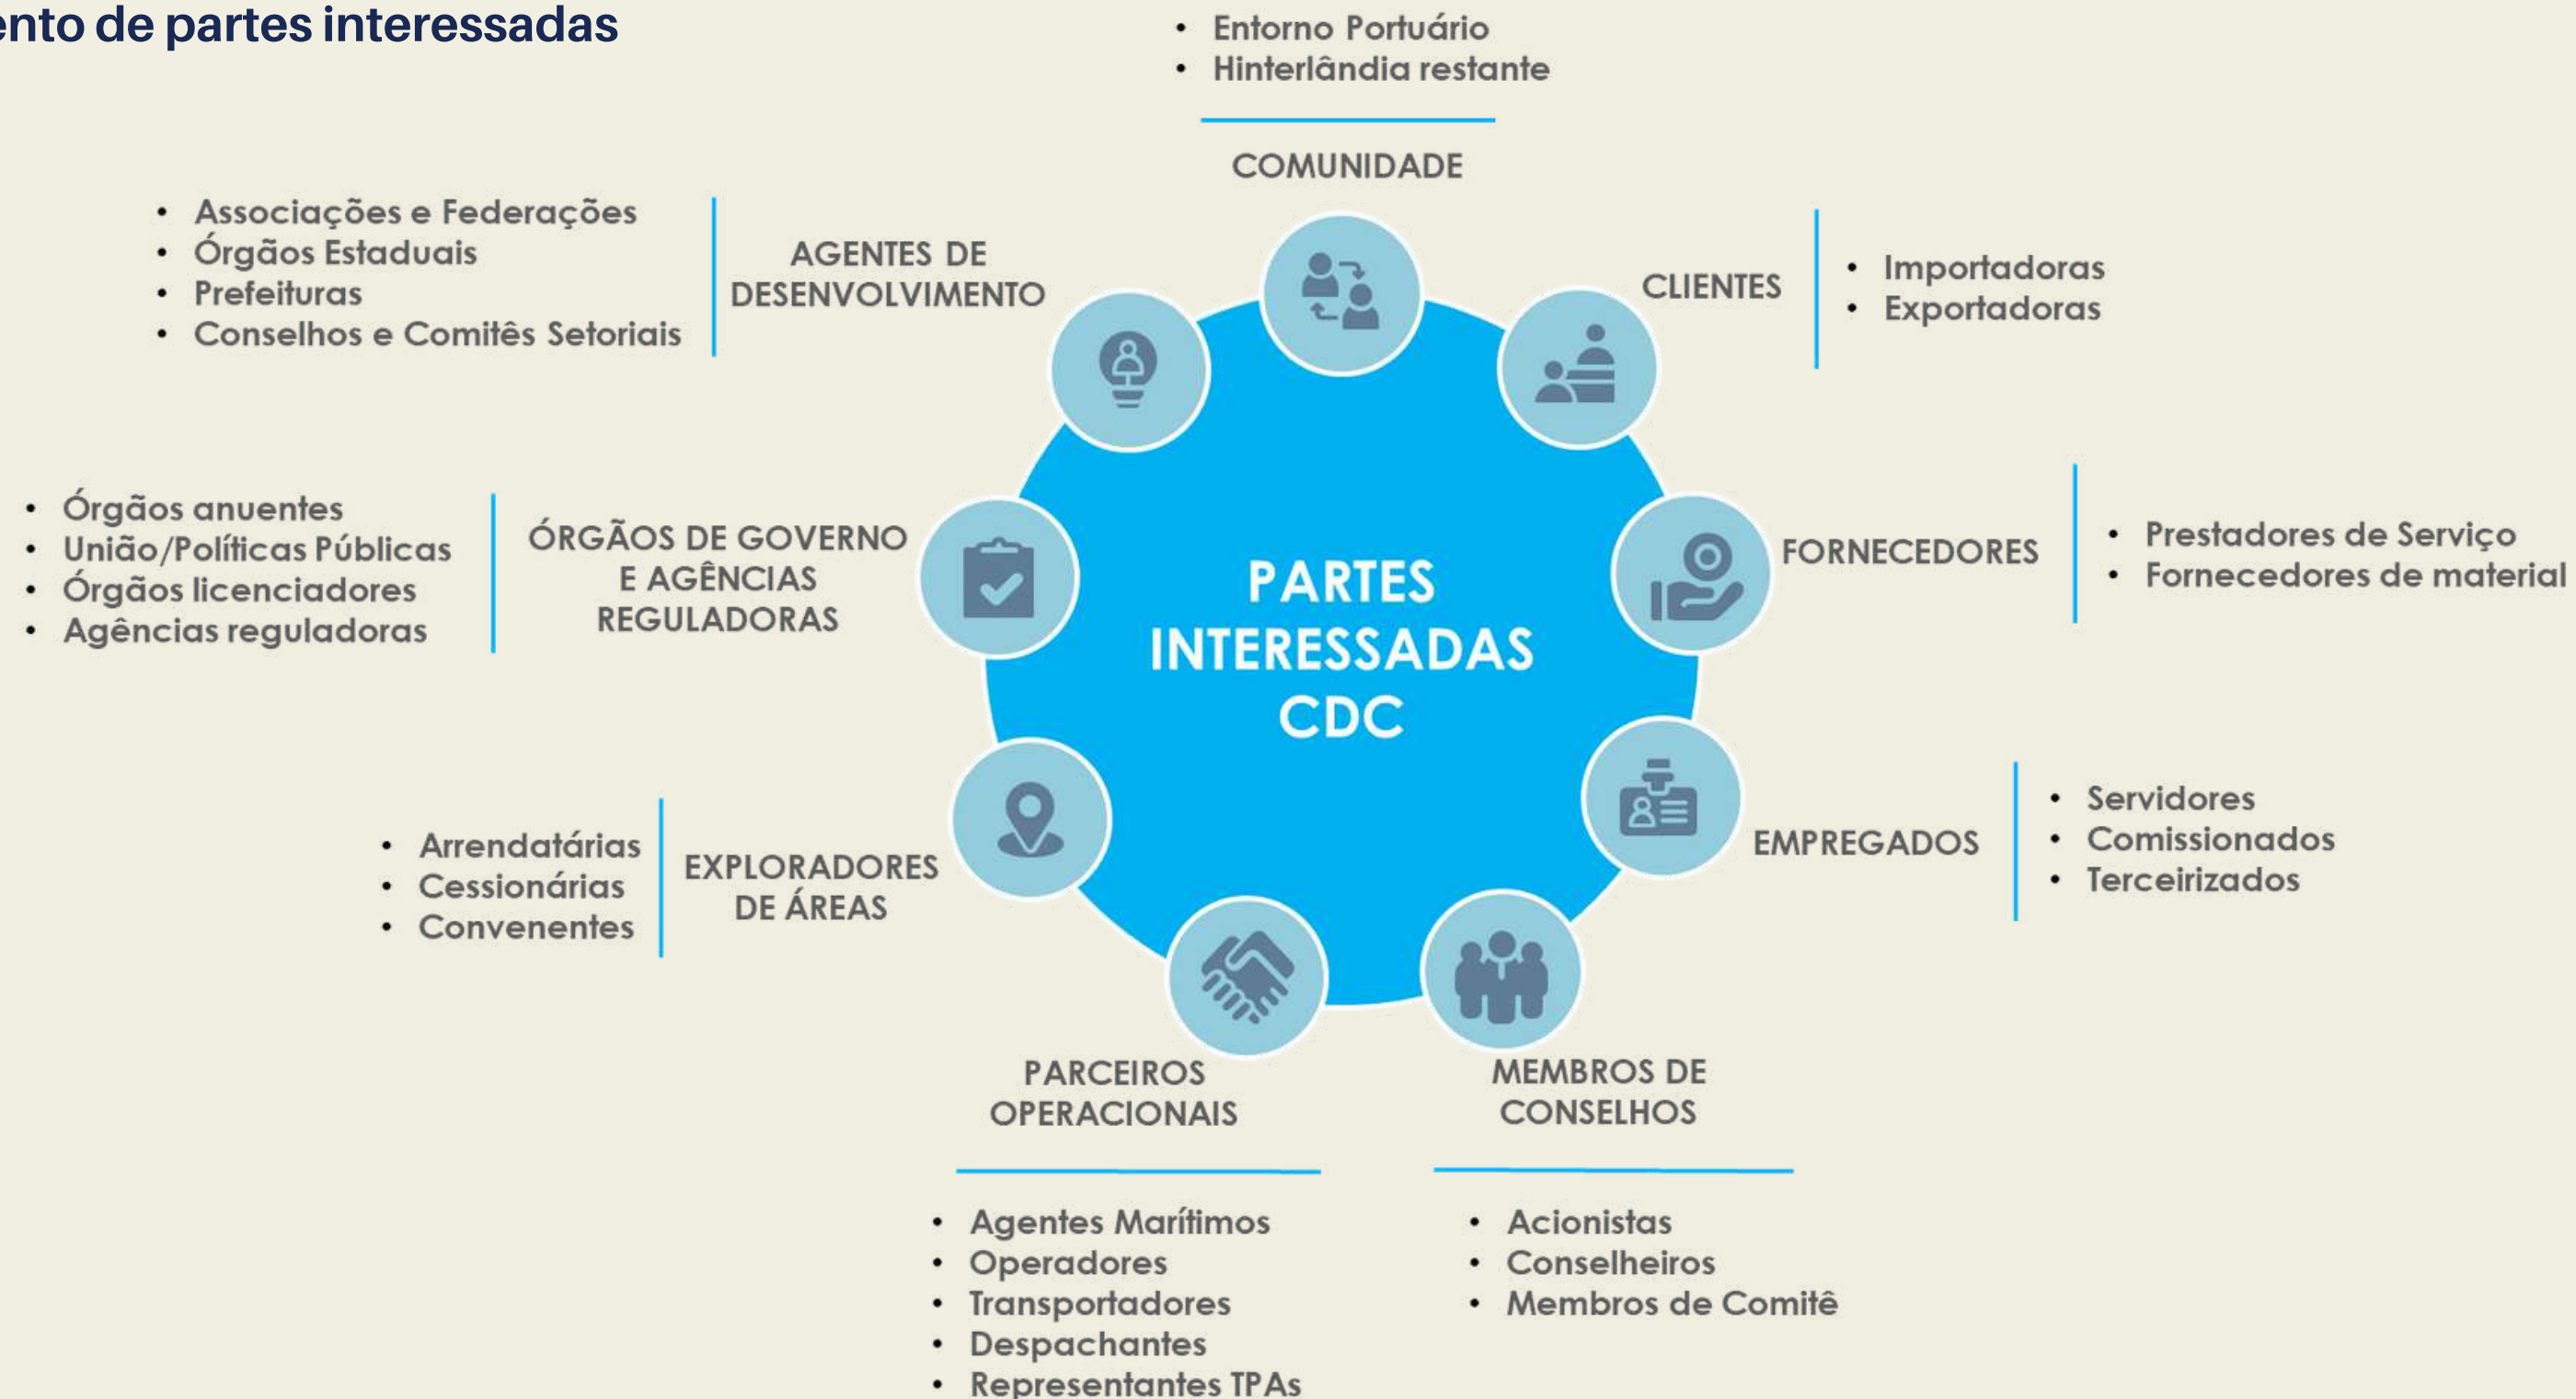 ento de partes interessadas
• Entorno Portuário
• Hinterlândia restante
COMUNIDADE
• Associações e Federações
• Órgãos Estaduais
• Prefeituras
• Conselhos e Comitês Setoriais
AGENTES DE
DESENVOLVIMENTO
CLIENTES
• Importadoras
• Exportadoras
• Órgãos anuentes
• União/Políticas Públicas
• Órgãos licenciadores
• Agências reguladoras
ÓRGÃOS DE GOVERNO
E AGÊNCIAS
REGULADORAS
PARTES
INTERESSADAS
CDC
FORNECEDORES
• Prestadores de Serviço
• Fornecedores de material
• Arrendatárias
• Cessionárias
• Convenentes
EXPLORADORES
DE ÁREAS
EMPREGADOS
• Servidores
• Comissionados
• Terceirizados
PARCEIROS
OPERACIONAIS
• Agentes Marítimos
• Operadores
• Transportadores
• Despachantes
• Representantes TPAs
MEMBROS DE
CONSELHOS
• Acionistas
• Conselheiros
• Membros de Comitê